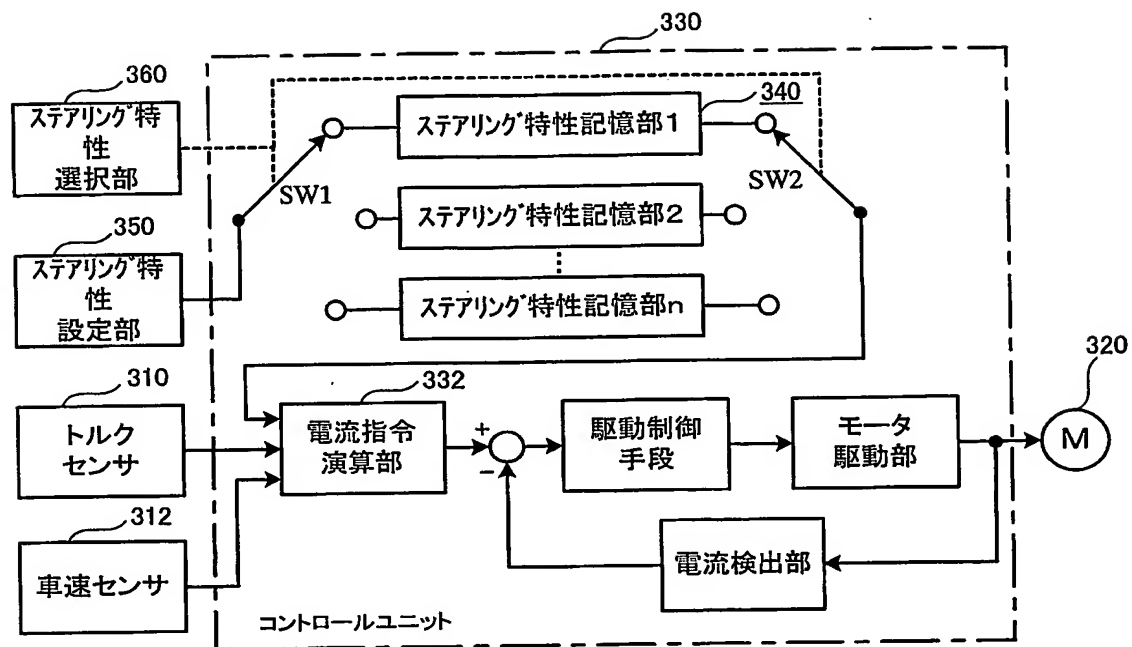 330
360
ステアリング特
性
選択部
340
ステアリング特性記憶部1
SW1
SW2
ステアリング特性記憶部2
350
ステアリング特
性
設定部
ステアリング特性記憶部n
310
トルク
センサ
332
電流指令
演算部
+
-
駆動制御
手段
モータ
駆動部
320
M
312
車速センサ
電流検出部
コントロールユニット